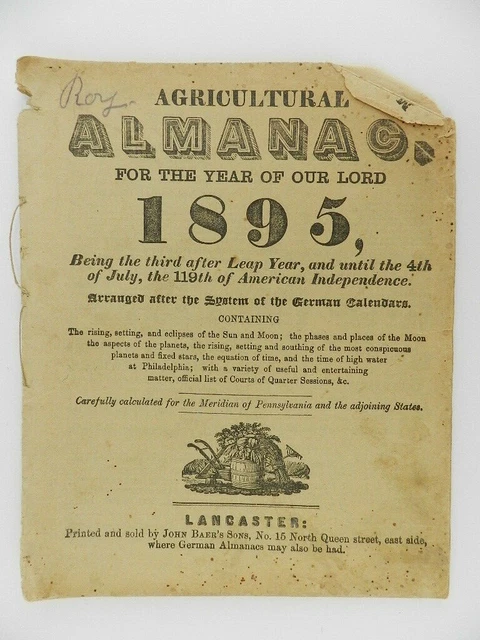 Roy.
AGRICULTURAL
ALMANAC.
FOR THE YEAR OF OUR LORD
1895,
Being the third after Leap Year, and until the 4th
of July, the 119th of American Independence.
Arranged after the System of the German Calendars.
CONTAINING
The rising, setting, and eclipses of the Sun and Moon; the phases and places of the Moon
the aspects of the planets, the rising, setting and southing of the most conspicuous
planets and fixed stars, the equation of time, and the time of high water
at Philadelphia; with a variety of useful and entertaining
matter, official list of Courts of Quarter Sessions, &c.
Carefully calculated for the Meridian of Pennsylvania and the adjoining States.
LANCASTER:
Printed and sold by JOHN BAER'S SONS, No. 15 North Queen street, east side,
where German Almanacs may also be had.